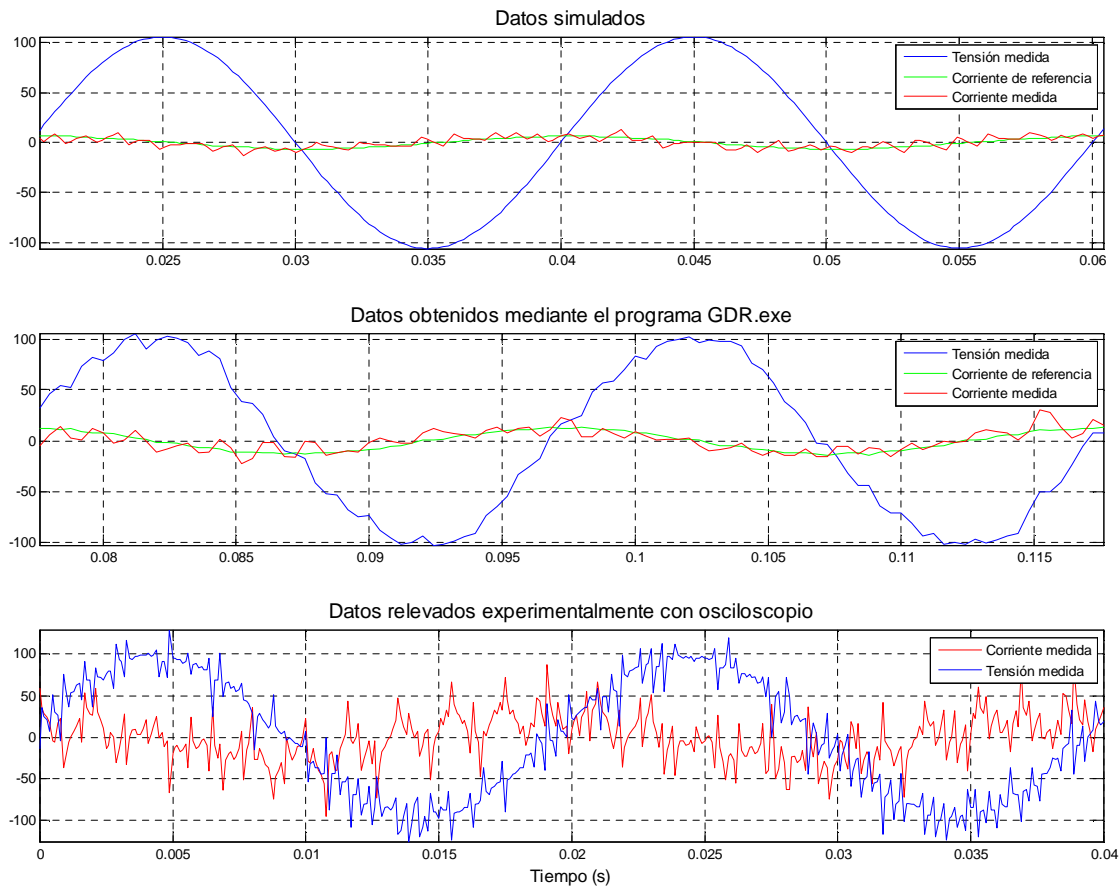 Datos simulados
100
50
0
-50
-100
Tensión medida
Corriente de referencia
Corriente medida
0.025 0.03 0.035 0.04 0.045 0.05 0.055 0.06
Datos obtenidos mediante el programa GDR.exe
100
50
0
-50
-100
Tensión medida
Corriente de referencia
Corriente medida
0.08 0.085 0.09 0.095 0.1 0.105 0.11 0.115
Datos relevados experimentalmente con osciloscopio
100
50
0
-50
-100
Corriente medida
Tensión medida
0 0.005 0.01 0.015 0.02 0.025 0.03 0.035 0.04
Tiempo (s)